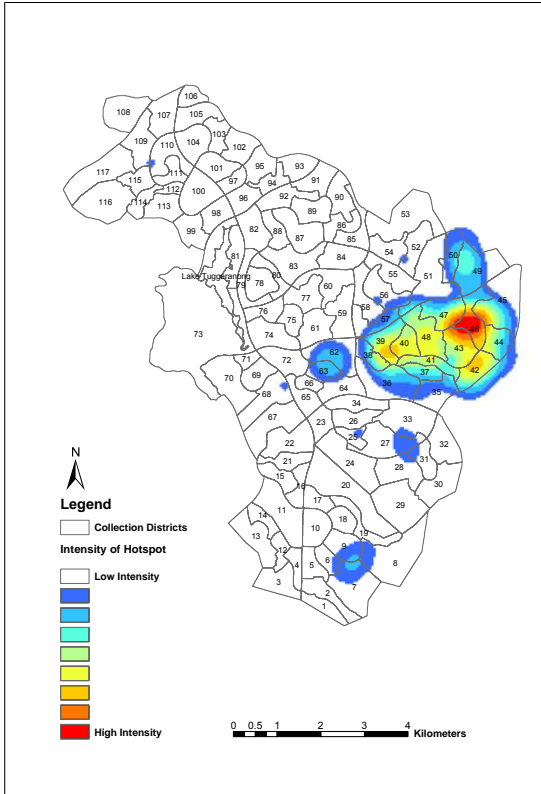 106
108 107 105
103
109 110 104 102
95 93
117 115 111 101 97 94 91
112 100 92 90
116 114 113 96
98 89 53
99 82 88 86
87 85 54 52
81 84 50
83 55 51 49
Lake Tuggeranong 80
79 78 60
77 56 45
76 59 58 57 47
75 61 46
73 74 48
39 40 43 44
71 72 62 38 41
63 37 42
70 69 66 36
68 65 64 35
34
67 23 26 33
25 27
22 32
21 24 28 31
15
16 20 30
17 29
14 11 18
13 10 19
12 9
4 5 6 8
3 7
2
1
N
Legend
Collection Districts
Intensity of Hotspot
Low Intensity
High Intensity
0 0.5 1 2 3 4
Kilometers